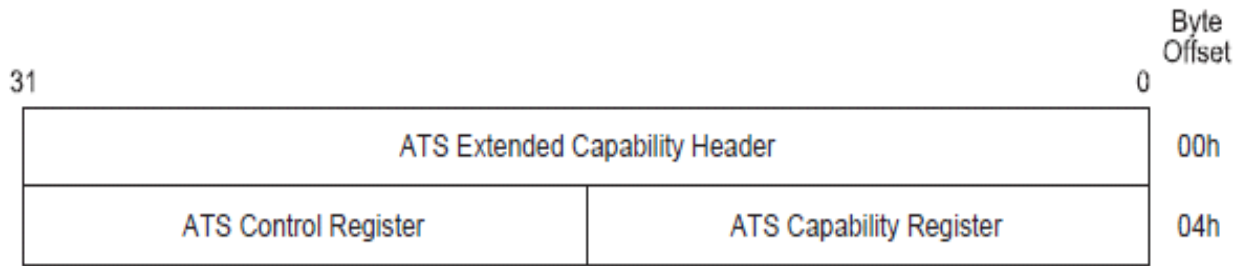 Byte
Offset
31 0
ATS Extended Capability Header 00h
ATS Control Register ATS Capability Register 04h